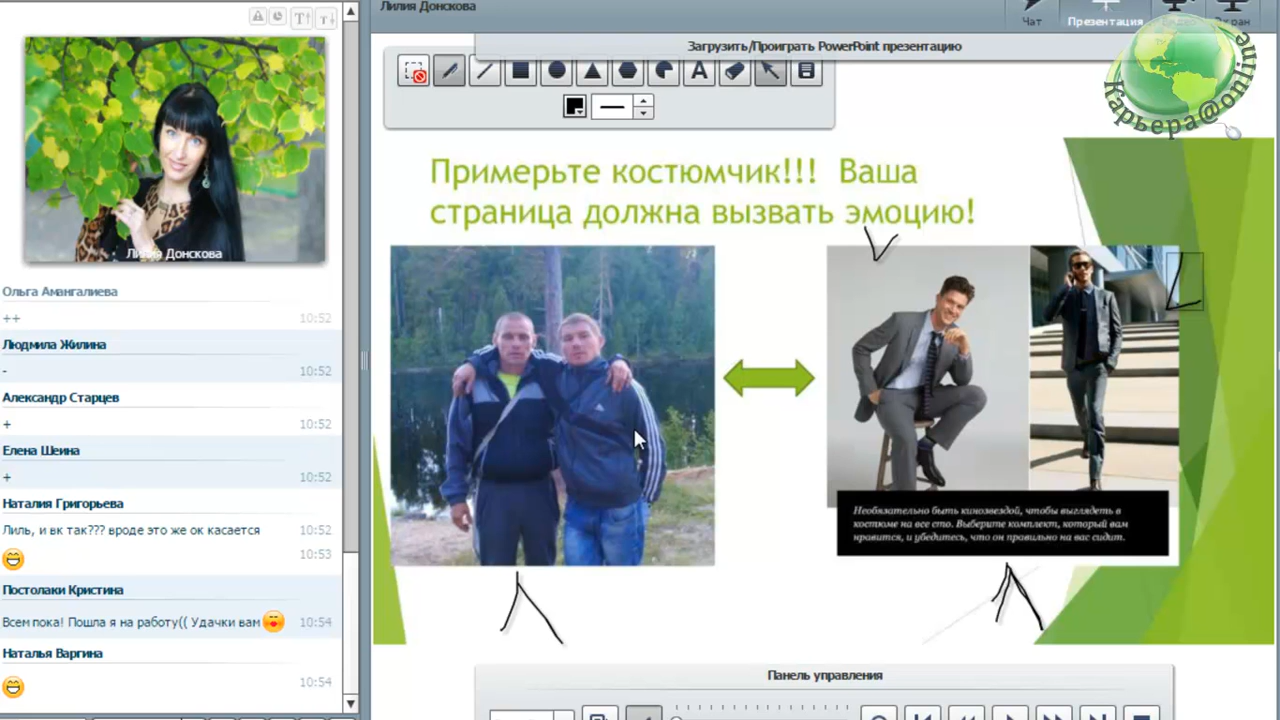 Лилия Донскова
Ольга Амангалиева
++
10:52
Людмила Жилина
-
10:52
Александр Старцев
+
10:52
Елена Шеина
+
10:52
Наталия Григорьева
Лиль, и вк так??? вроде это же ок касается
10:52
10:53
Постолаки Кристина
Всем пока! Пошла я на работу(( Удачки вам
10:54
Наталья Варгина
10:54
Лилия Донскова
Чат
Презентация
Загрузить/Проиграть PowerPoint презентацию
T
T
A
Карьера@online
Примерьте костюмчик!!! Ваша
страница должна вызвать эмоцию!
Необязательно быть кинозвездой, чтобы выглядеть в
костюме на все сто. Выберите комплект, который вам
нравится, и убедитесь, что он правильно на вас сидит.
Панель управления